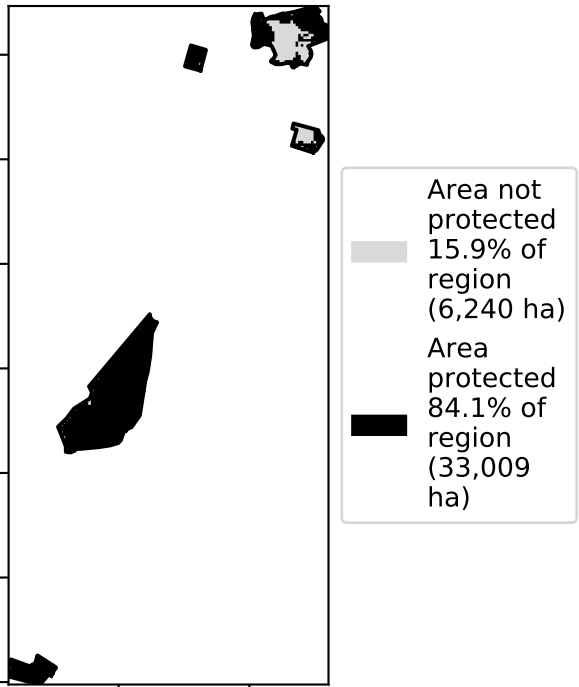 Area not
protected
15.9% of
region
(6,240 ha)
Area
protected
84.1% of
region
(33,009
ha)